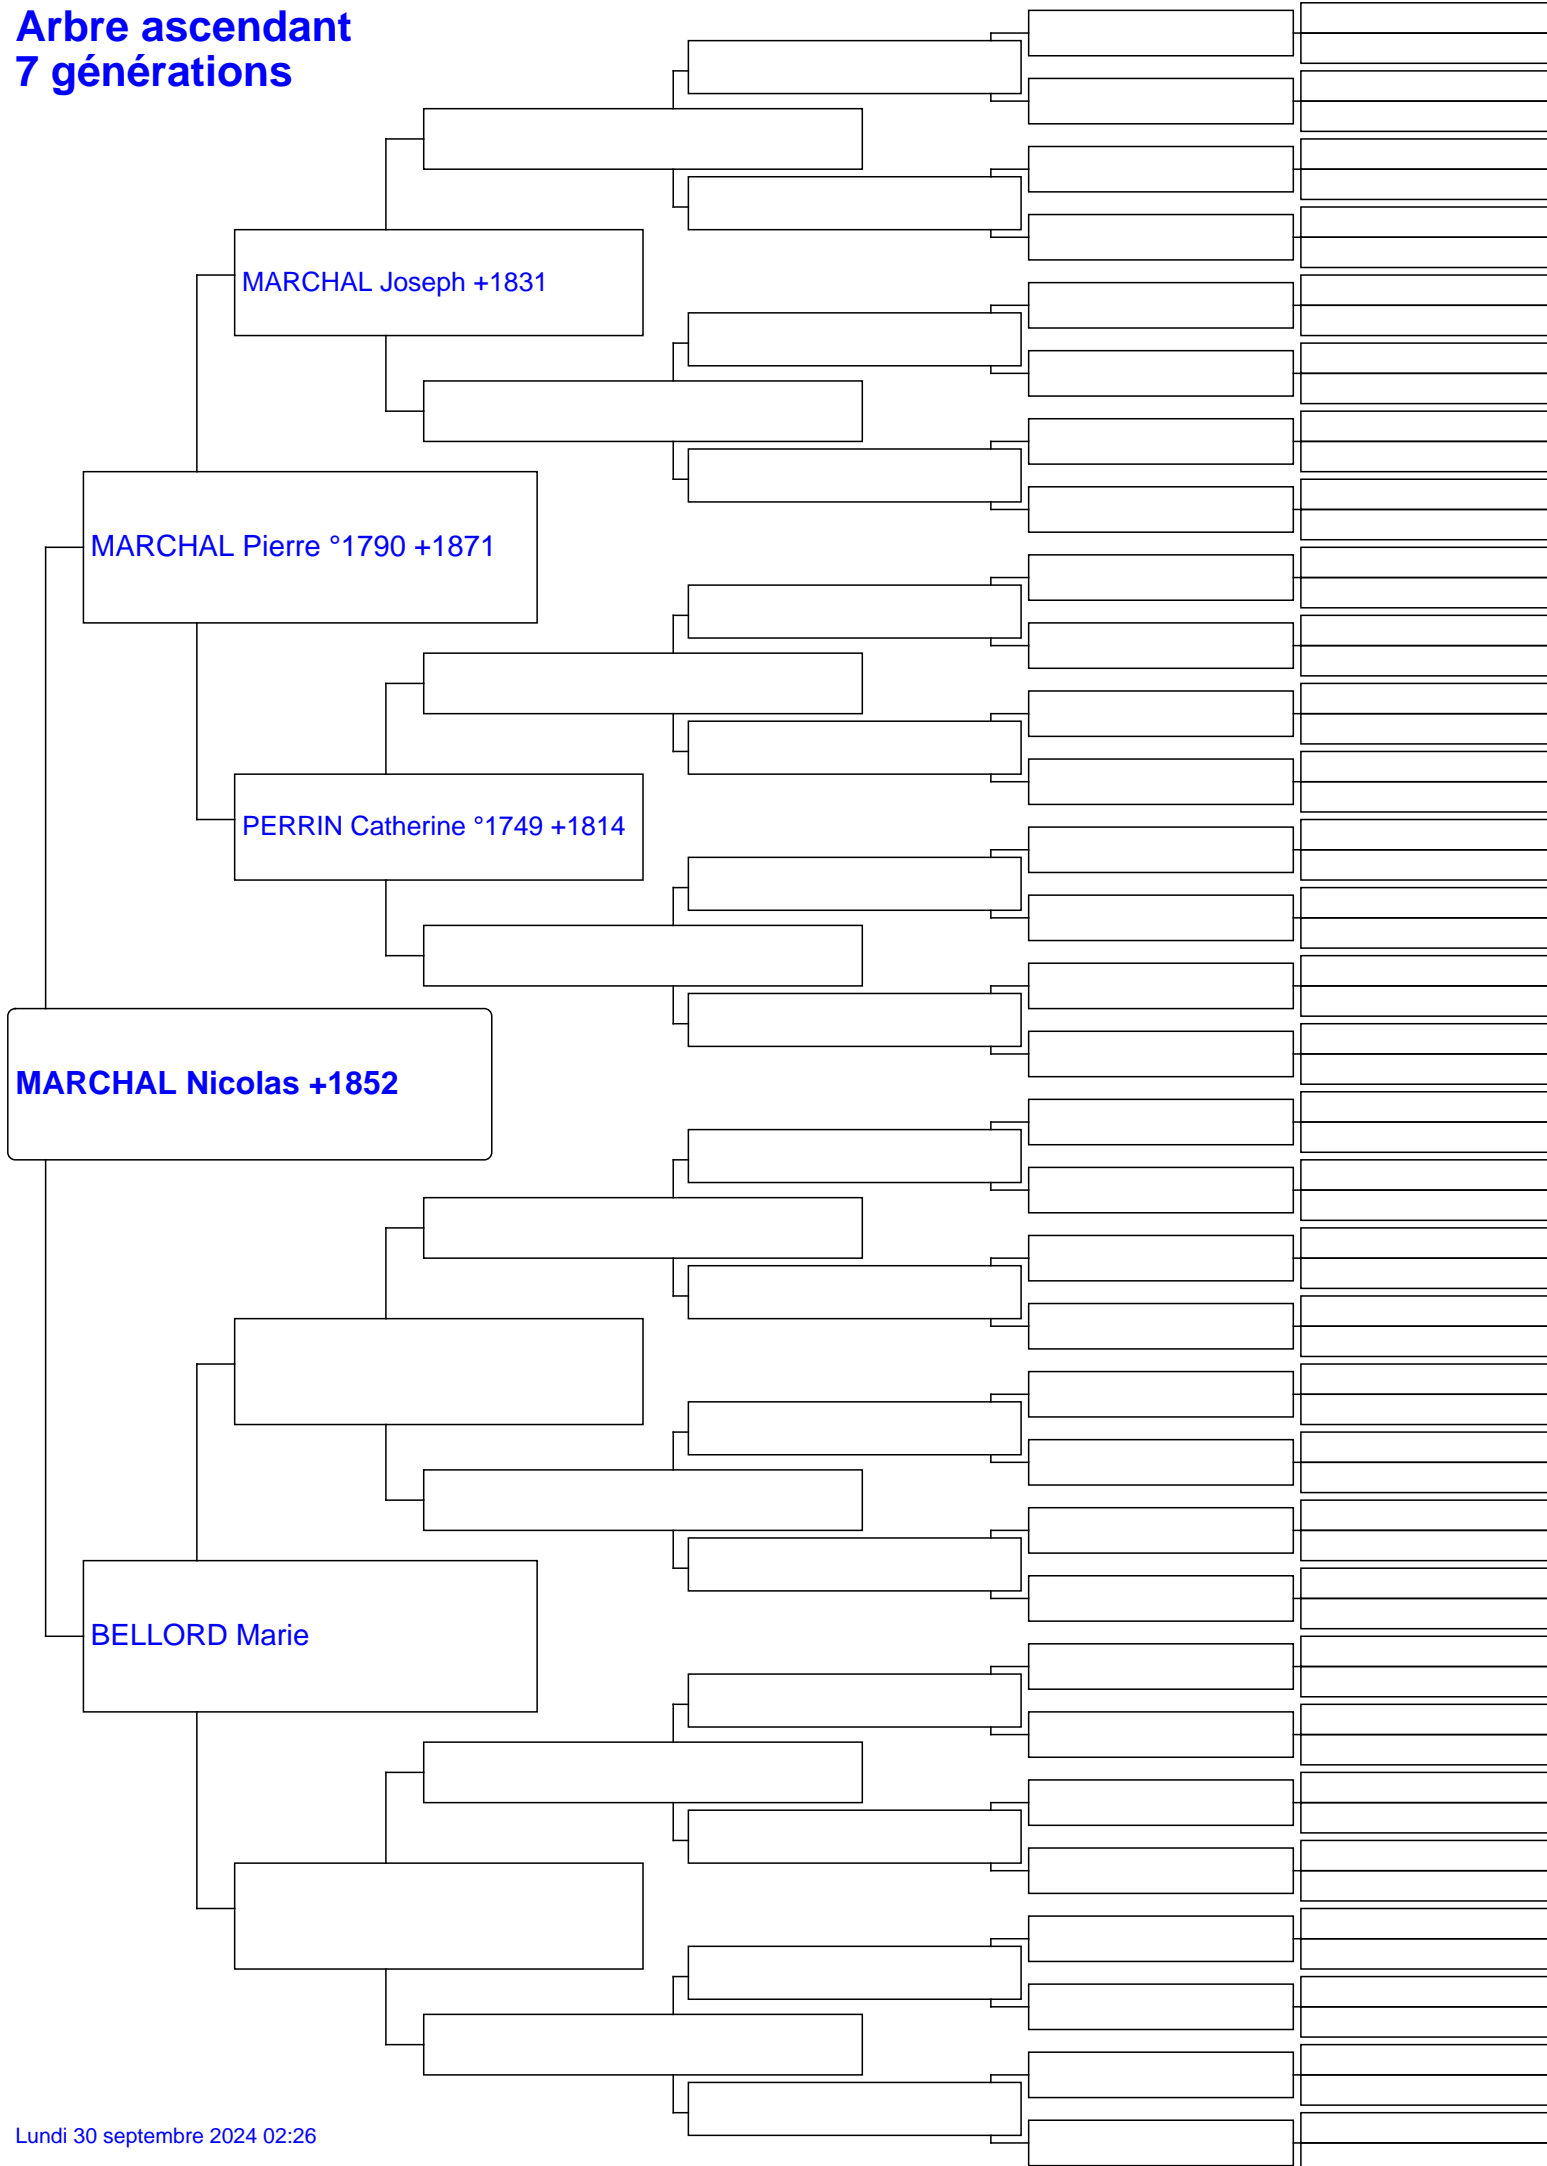 Arbre ascendant
7 générations
MARCHAL Joseph +1831
MARCHAL Pierre °1790 +1871
PERRIN Catherine °1749 +1814
MARCHAL Nicolas +1852
BELLORD Marie
Lundi 30 septembre 2024 02:26